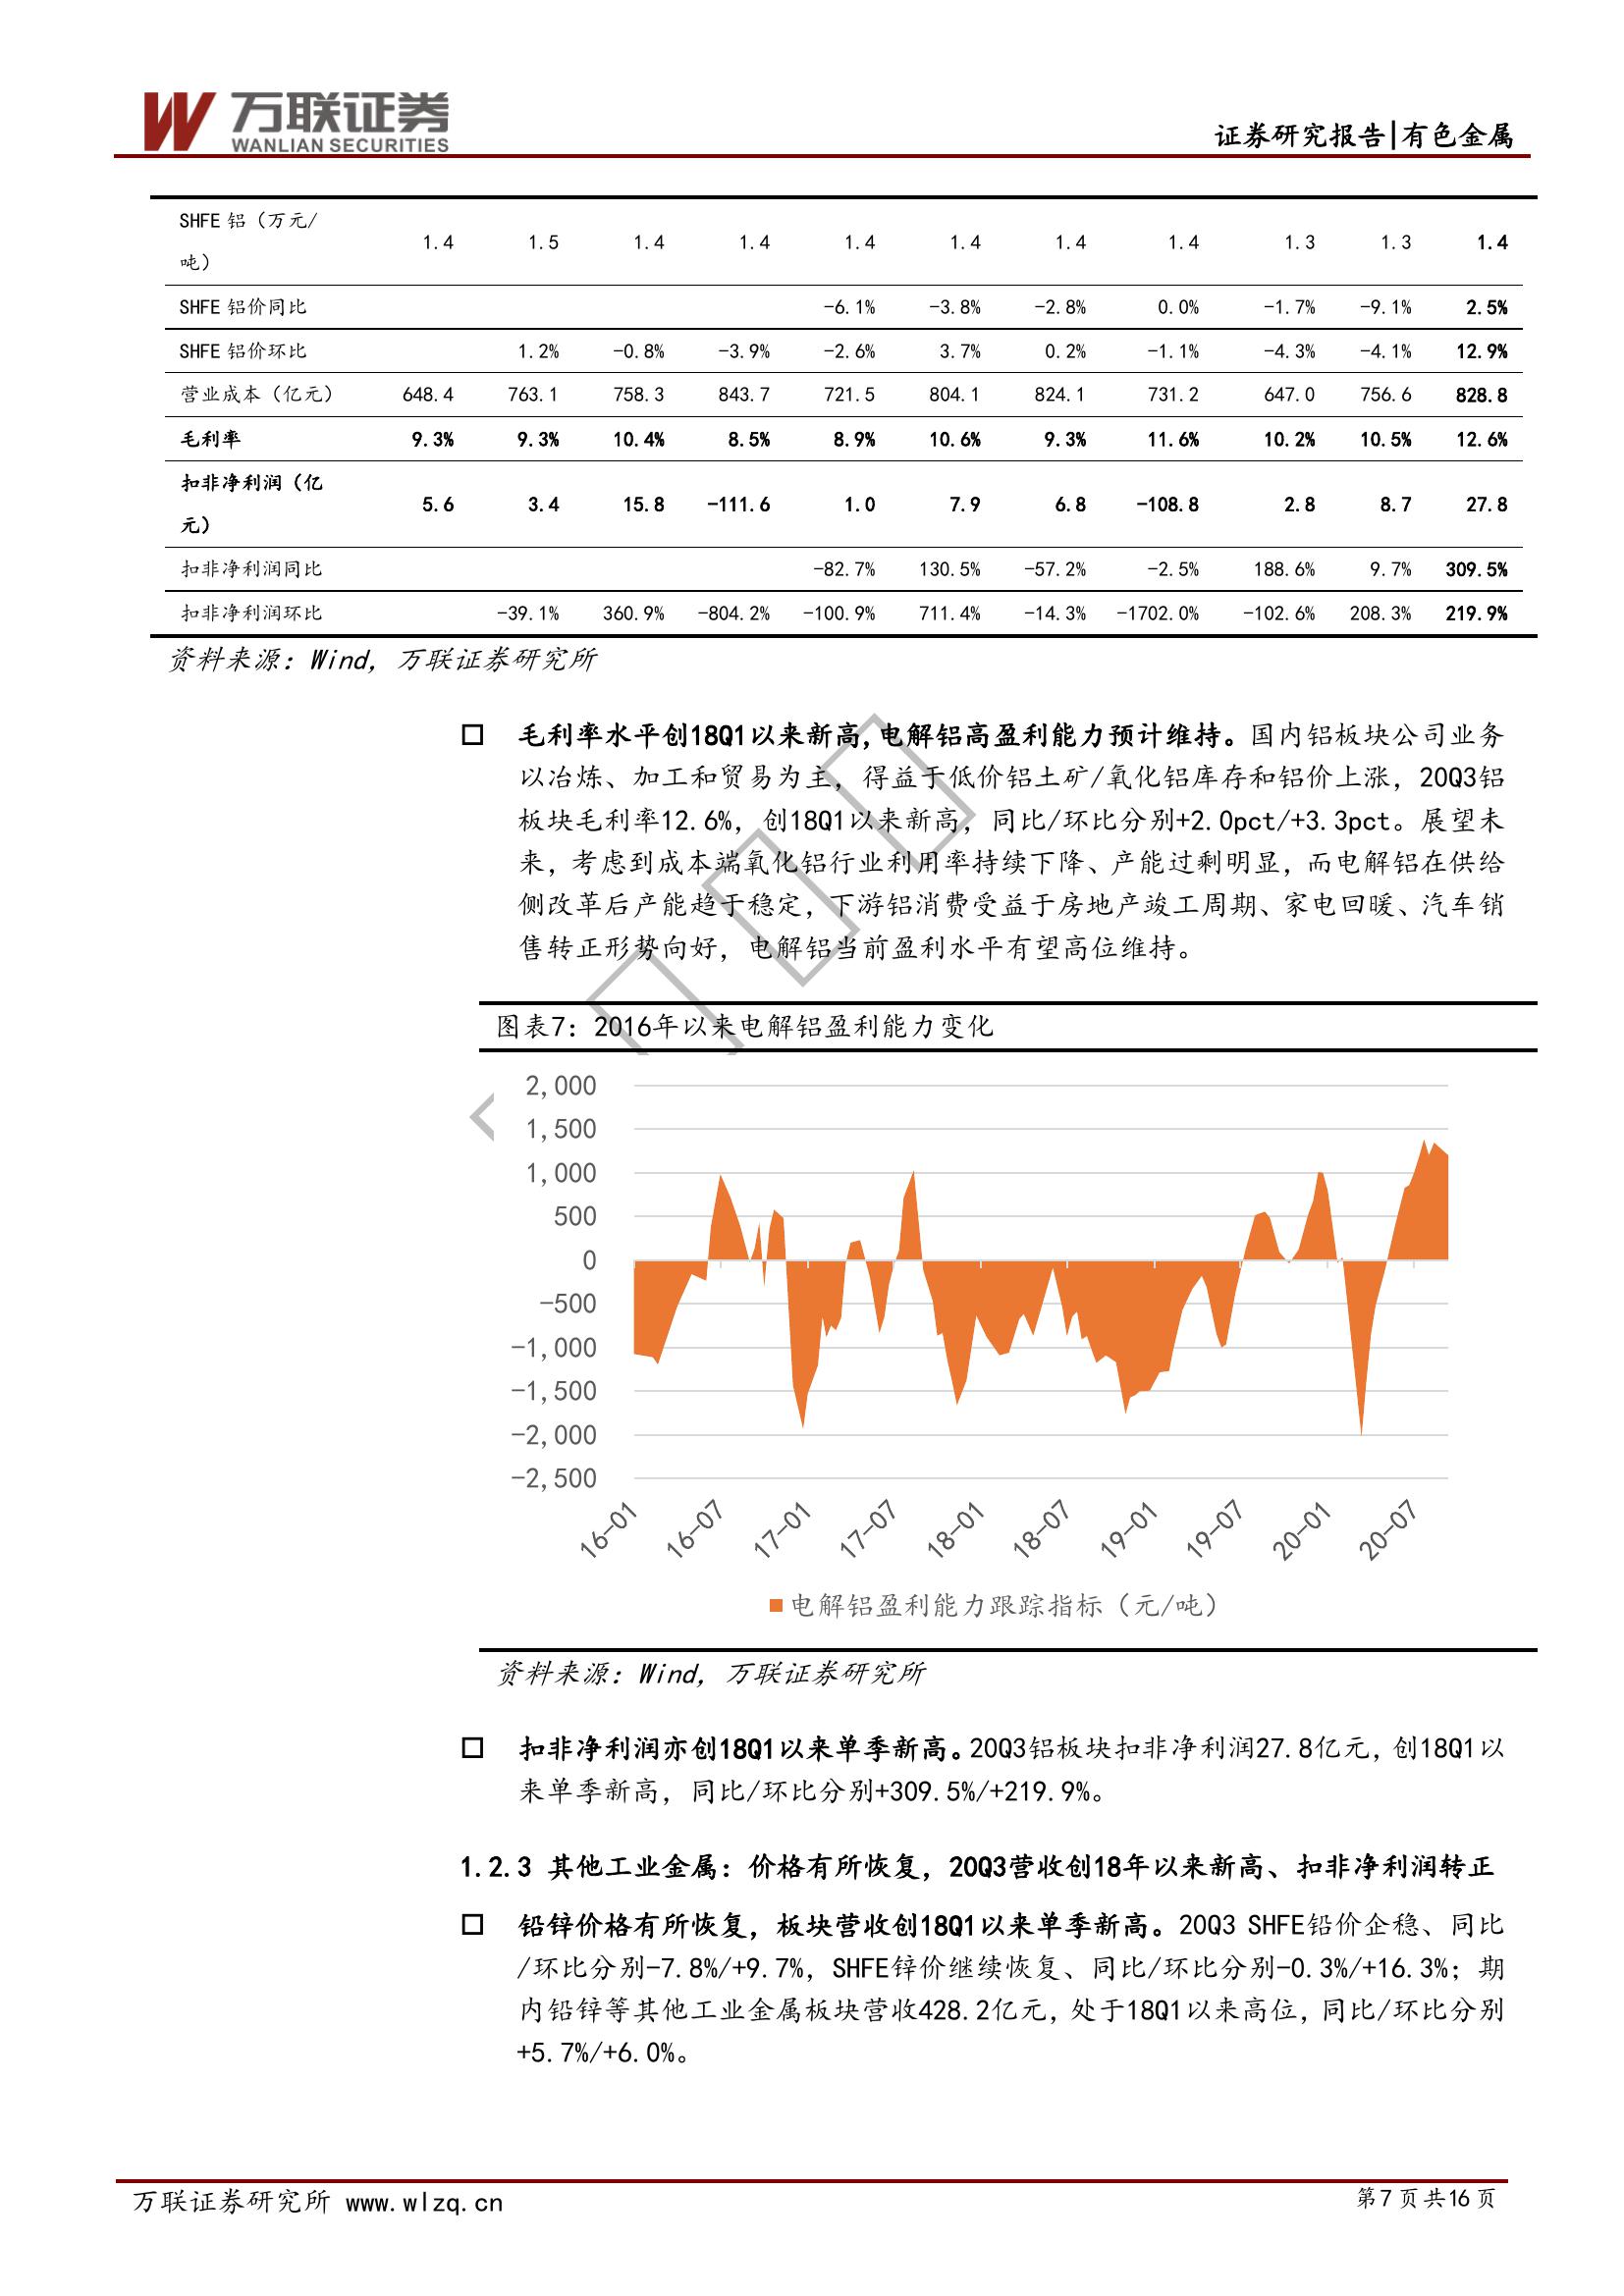 万联证券
WANLIAN SECURITIES
证券研究报告|有色金属
SHFE 铝（万元/
吨） 1.4 1.5 1.4 1.4 1.4 1.4 1.4 1.4 1.3 1.3 1.4
SHFE 铝价同比 -6.1% -3.8% -2.8% 0.0% -1.7% -9.1% 2.5%
SHFE 铝价环比 1.2% -0.8% -3.9% -2.6% 3.7% 0.2% -1.1% -4.3% -4.1% 12.9%
营业成本（亿元） 648.4 763.1 758.3 843.7 721.5 804.1 824.1 731.2 647.0 756.6 828.8
毛利率 9.3% 9.3% 10.4% 8.5% 8.9% 10.6% 9.3% 11.6% 10.2% 10.5% 12.6%
扣非净利润（亿
元） 5.6 3.4 15.8 -111.6 1.0 7.9 6.8 -108.8 2.8 8.7 27.8
扣非净利润同比 -82.7% 130.5% -57.2% -2.5% 188.6% 9.7% 309.5%
扣非净利润环比 -39.1% 360.9% -804.2% -100.9% 711.4% -14.3% -1702.0% -102.6% 208.3% 219.9%
资料来源：Wind，万联证券研究所
□ 毛利率水平创18Q1以来新高,电解铝高盈利能力预计维持。国内铝板块公司业务
以冶炼、加工和贸易为主，得益于低价铝土矿/氧化铝库存和铝价上涨，20Q3铝
板块毛利率12.6%，创18Q1以来新高，同比/环比分别+2.0pct/+3.3pct。展望未
来，考虑到成本端氧化铝行业利用率持续下降、产能过剩明显，而电解铝在供给
侧改革后产能趋于稳定，下游铝消费受益于房地产竣工周期、家电回暖、汽车销
售转正形势向好，电解铝当前盈利水平有望高位维持。
图表7：2016年以来电解铝盈利能力变化
2,000
1,500
1,000
500
0
-500
-1,000
-1,500
-2,000
-2,500
16-01 16-07 17-01 17-07 18-01 18-07 19-01 19-07 20-01 20-07
电解铝盈利能力跟踪指标（元/吨）
资料来源：Wind，万联证券研究所
□ 扣非净利润亦创18Q1以来单季新高。20Q3铝板块扣非净利润27.8亿元，创18Q1以
来单季新高，同比/环比分别+309.5%/+219.9%。
1.2.3 其他工业金属：价格有所恢复，20Q3营收创18年以来新高、扣非净利润转正
□ 铅锌价格有所恢复，板块营收创18Q1以来单季新高。20Q3 SHFE铅价企稳、同比
/环比分别-7.8%/+9.7%，SHFE锌价继续恢复、同比/环比分别-0.3%/+16.3%；期
内铅锌等其他工业金属板块营收428.2亿元，处于18Q1以来高位，同比/环比分别
+5.7%/+6.0%。
万联证券研究所 www.wlzq.cn
第7页共16页